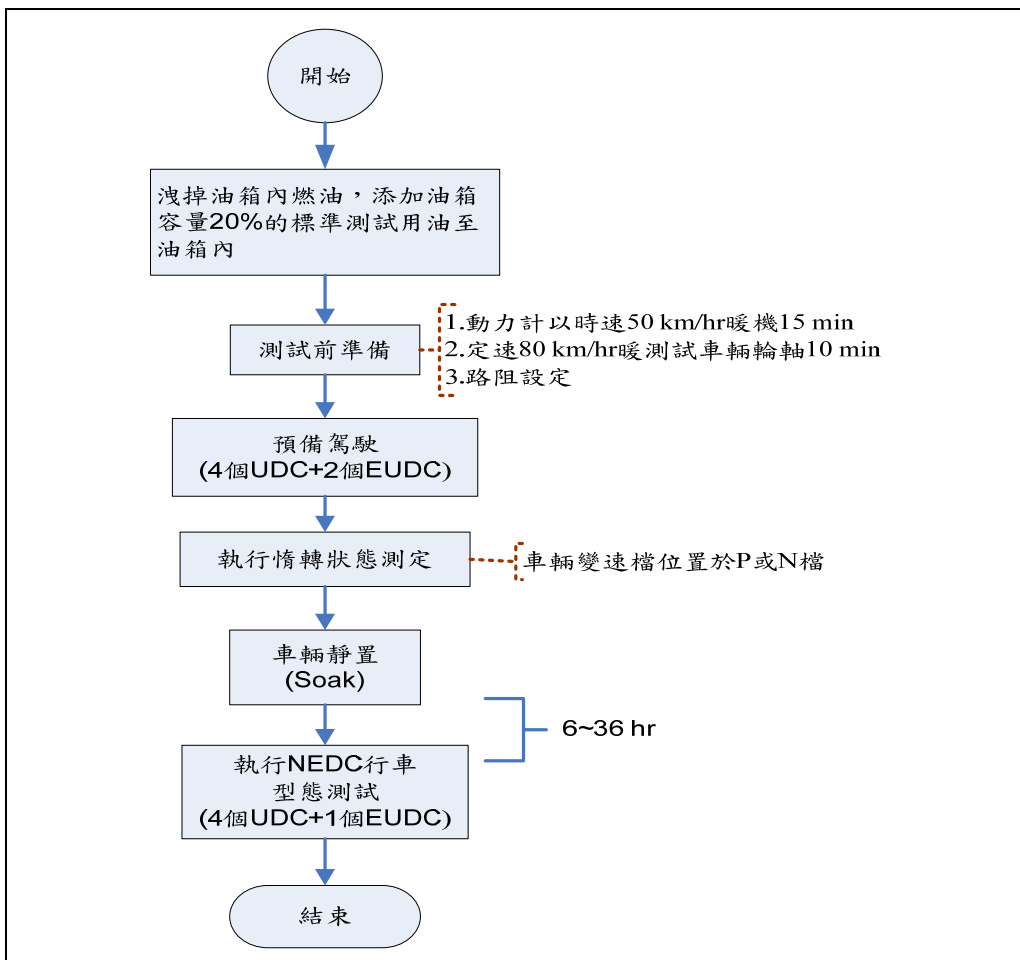 開始
洩掉油箱內燃油，添加油箱
容量20%的標準測試用油至
油箱內
測試前準備
1.動力計以時速50 km/hr暖機15 min
2.定速80 km/hr暖測試車輛輪軸10 min
3.路阻設定
預備駕駛
(4個UDC+2個EUDC)
執行惰轉狀態測定
車輛變速檔位置於P或N檔
車輛靜置
(Soak)
6~36 hr
執行NEDC行車
型態測試
(4個UDC+1個EUDC)
結束